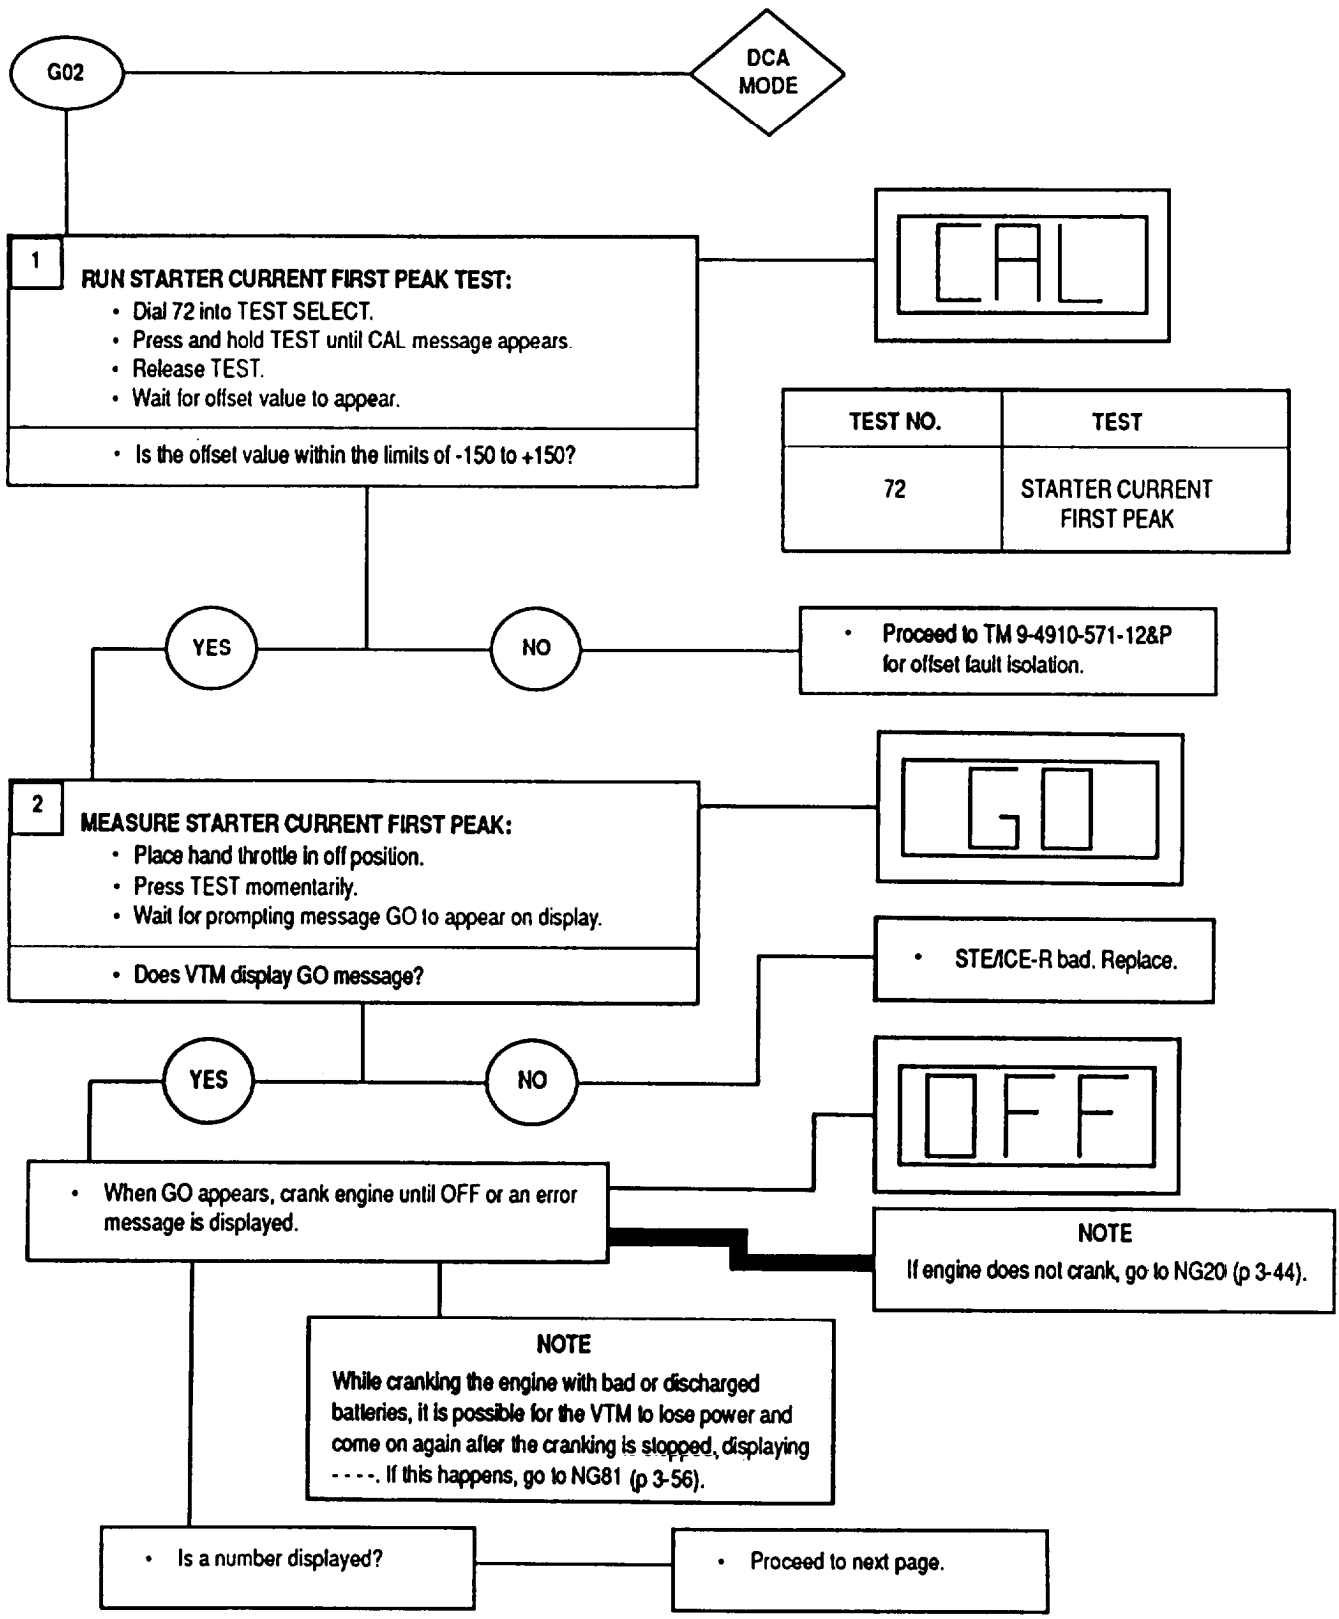 G02
DCA
MODE
1
RUN STARTER CURRENT FIRST PEAK TEST:
• Dial 72 into TEST SELECT.
• Press and hold TEST until CAL message appears.
• Release TEST.
• Wait for offset value to appear.
• Is the offset value within the limits of -150 to +150?
CAL
TEST NO.
TEST
72
STARTER CURRENT
FIRST PEAK
YES
NO
• Proceed to TM 9-4910-571-12&P
for offset fault isolation.
2
MEASURE STARTER CURRENT FIRST PEAK:
• Place hand throttle in off position.
• Press TEST momentarily.
• Wait for prompting message GO to appear on display.
• Does VTM display GO message?
GO
• STE/ICE-R bad. Replace.
YES
NO
OFF
• When GO appears, crank engine until OFF or an error
message is displayed.
NOTE
If engine does not crank, go to NG20 (p 3-44).
NOTE
While cranking the engine with bad or discharged
batteries, it is possible for the VTM to lose power and
come on again after the cranking is stopped, displaying
- - - -. If this happens, go to NG81 (p 3-56).
• Is a number displayed?
• Proceed to next page.